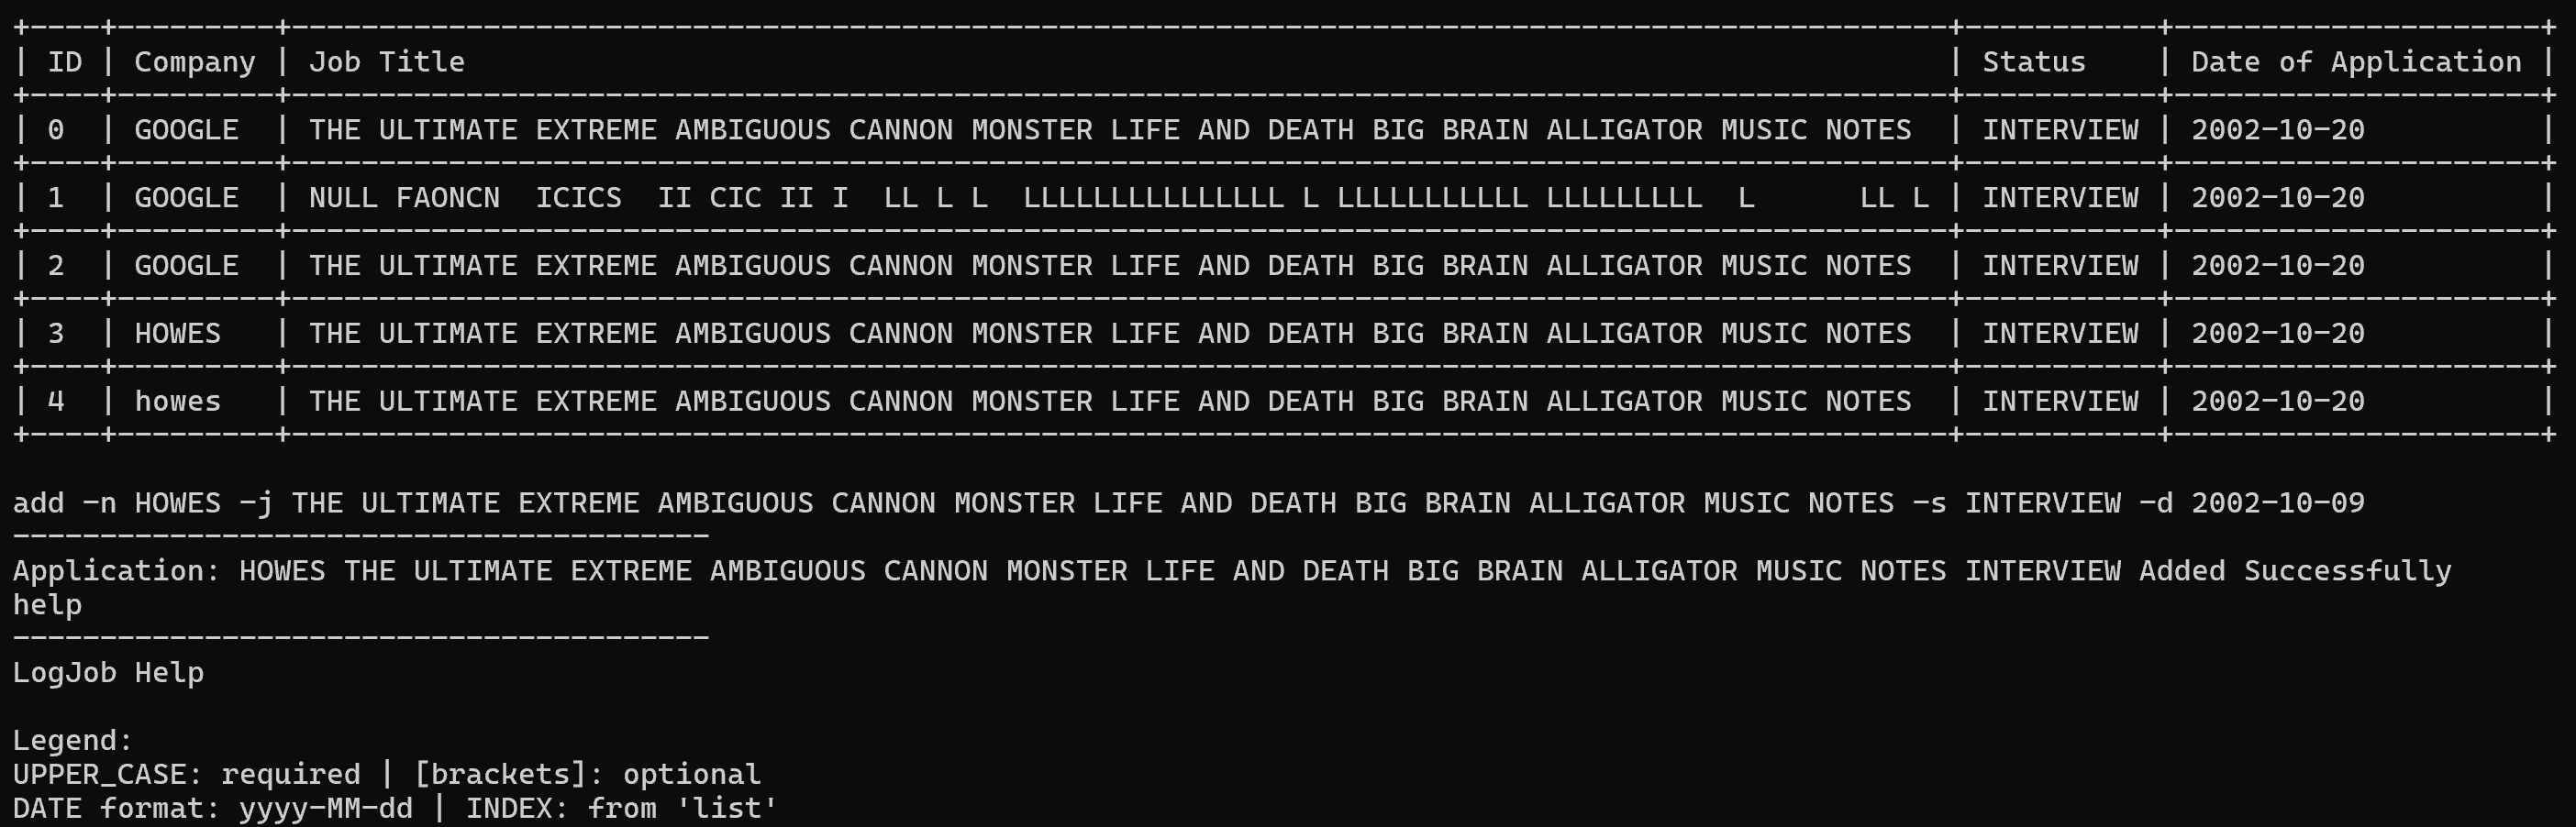 +----+---------+-----------------------------------------------------------------------------------------------+-----------+---------------------+
| ID | Company | Job Title                                                                                     | Status    | Date of Application |
+----+---------+-----------------------------------------------------------------------------------------------+-----------+---------------------+
| 0  | GOOGLE  | THE ULTIMATE EXTREME AMBIGUOUS CANNON MONSTER LIFE AND DEATH BIG BRAIN ALLIGATOR MUSIC NOTES  | INTERVIEW | 2002-10-20          |
+----+---------+-----------------------------------------------------------------------------------------------+-----------+---------------------+
| 1  | GOOGLE  | NULL FAONCN  ICICS  II CIC II I  LL L L  LLLLLLLLLLLLLLL L LLLLLLLLLLL LLLLLLLLL  L      LL L | INTERVIEW | 2002-10-20          |
+----+---------+-----------------------------------------------------------------------------------------------+-----------+---------------------+
| 2  | GOOGLE  | THE ULTIMATE EXTREME AMBIGUOUS CANNON MONSTER LIFE AND DEATH BIG BRAIN ALLIGATOR MUSIC NOTES  | INTERVIEW | 2002-10-20          |
+----+---------+-----------------------------------------------------------------------------------------------+-----------+---------------------+
| 3  | HOWES   | THE ULTIMATE EXTREME AMBIGUOUS CANNON MONSTER LIFE AND DEATH BIG BRAIN ALLIGATOR MUSIC NOTES  | INTERVIEW | 2002-10-20          |
+----+---------+-----------------------------------------------------------------------------------------------+-----------+---------------------+
| 4  | howes   | THE ULTIMATE EXTREME AMBIGUOUS CANNON MONSTER LIFE AND DEATH BIG BRAIN ALLIGATOR MUSIC NOTES  | INTERVIEW | 2002-10-20          |
+----+---------+-----------------------------------------------------------------------------------------------+-----------+---------------------+

add -n HOWES -j THE ULTIMATE EXTREME AMBIGUOUS CANNON MONSTER LIFE AND DEATH BIG BRAIN ALLIGATOR MUSIC NOTES -s INTERVIEW -d 2002-10-09
----------------------------------------
Application: HOWES THE ULTIMATE EXTREME AMBIGUOUS CANNON MONSTER LIFE AND DEATH BIG BRAIN ALLIGATOR MUSIC NOTES INTERVIEW Added Successfully
help
----------------------------------------
LogJob Help

Legend:
UPPER_CASE: required | [brackets]: optional
DATE format: yyyy-MM-dd | INDEX: from 'list'